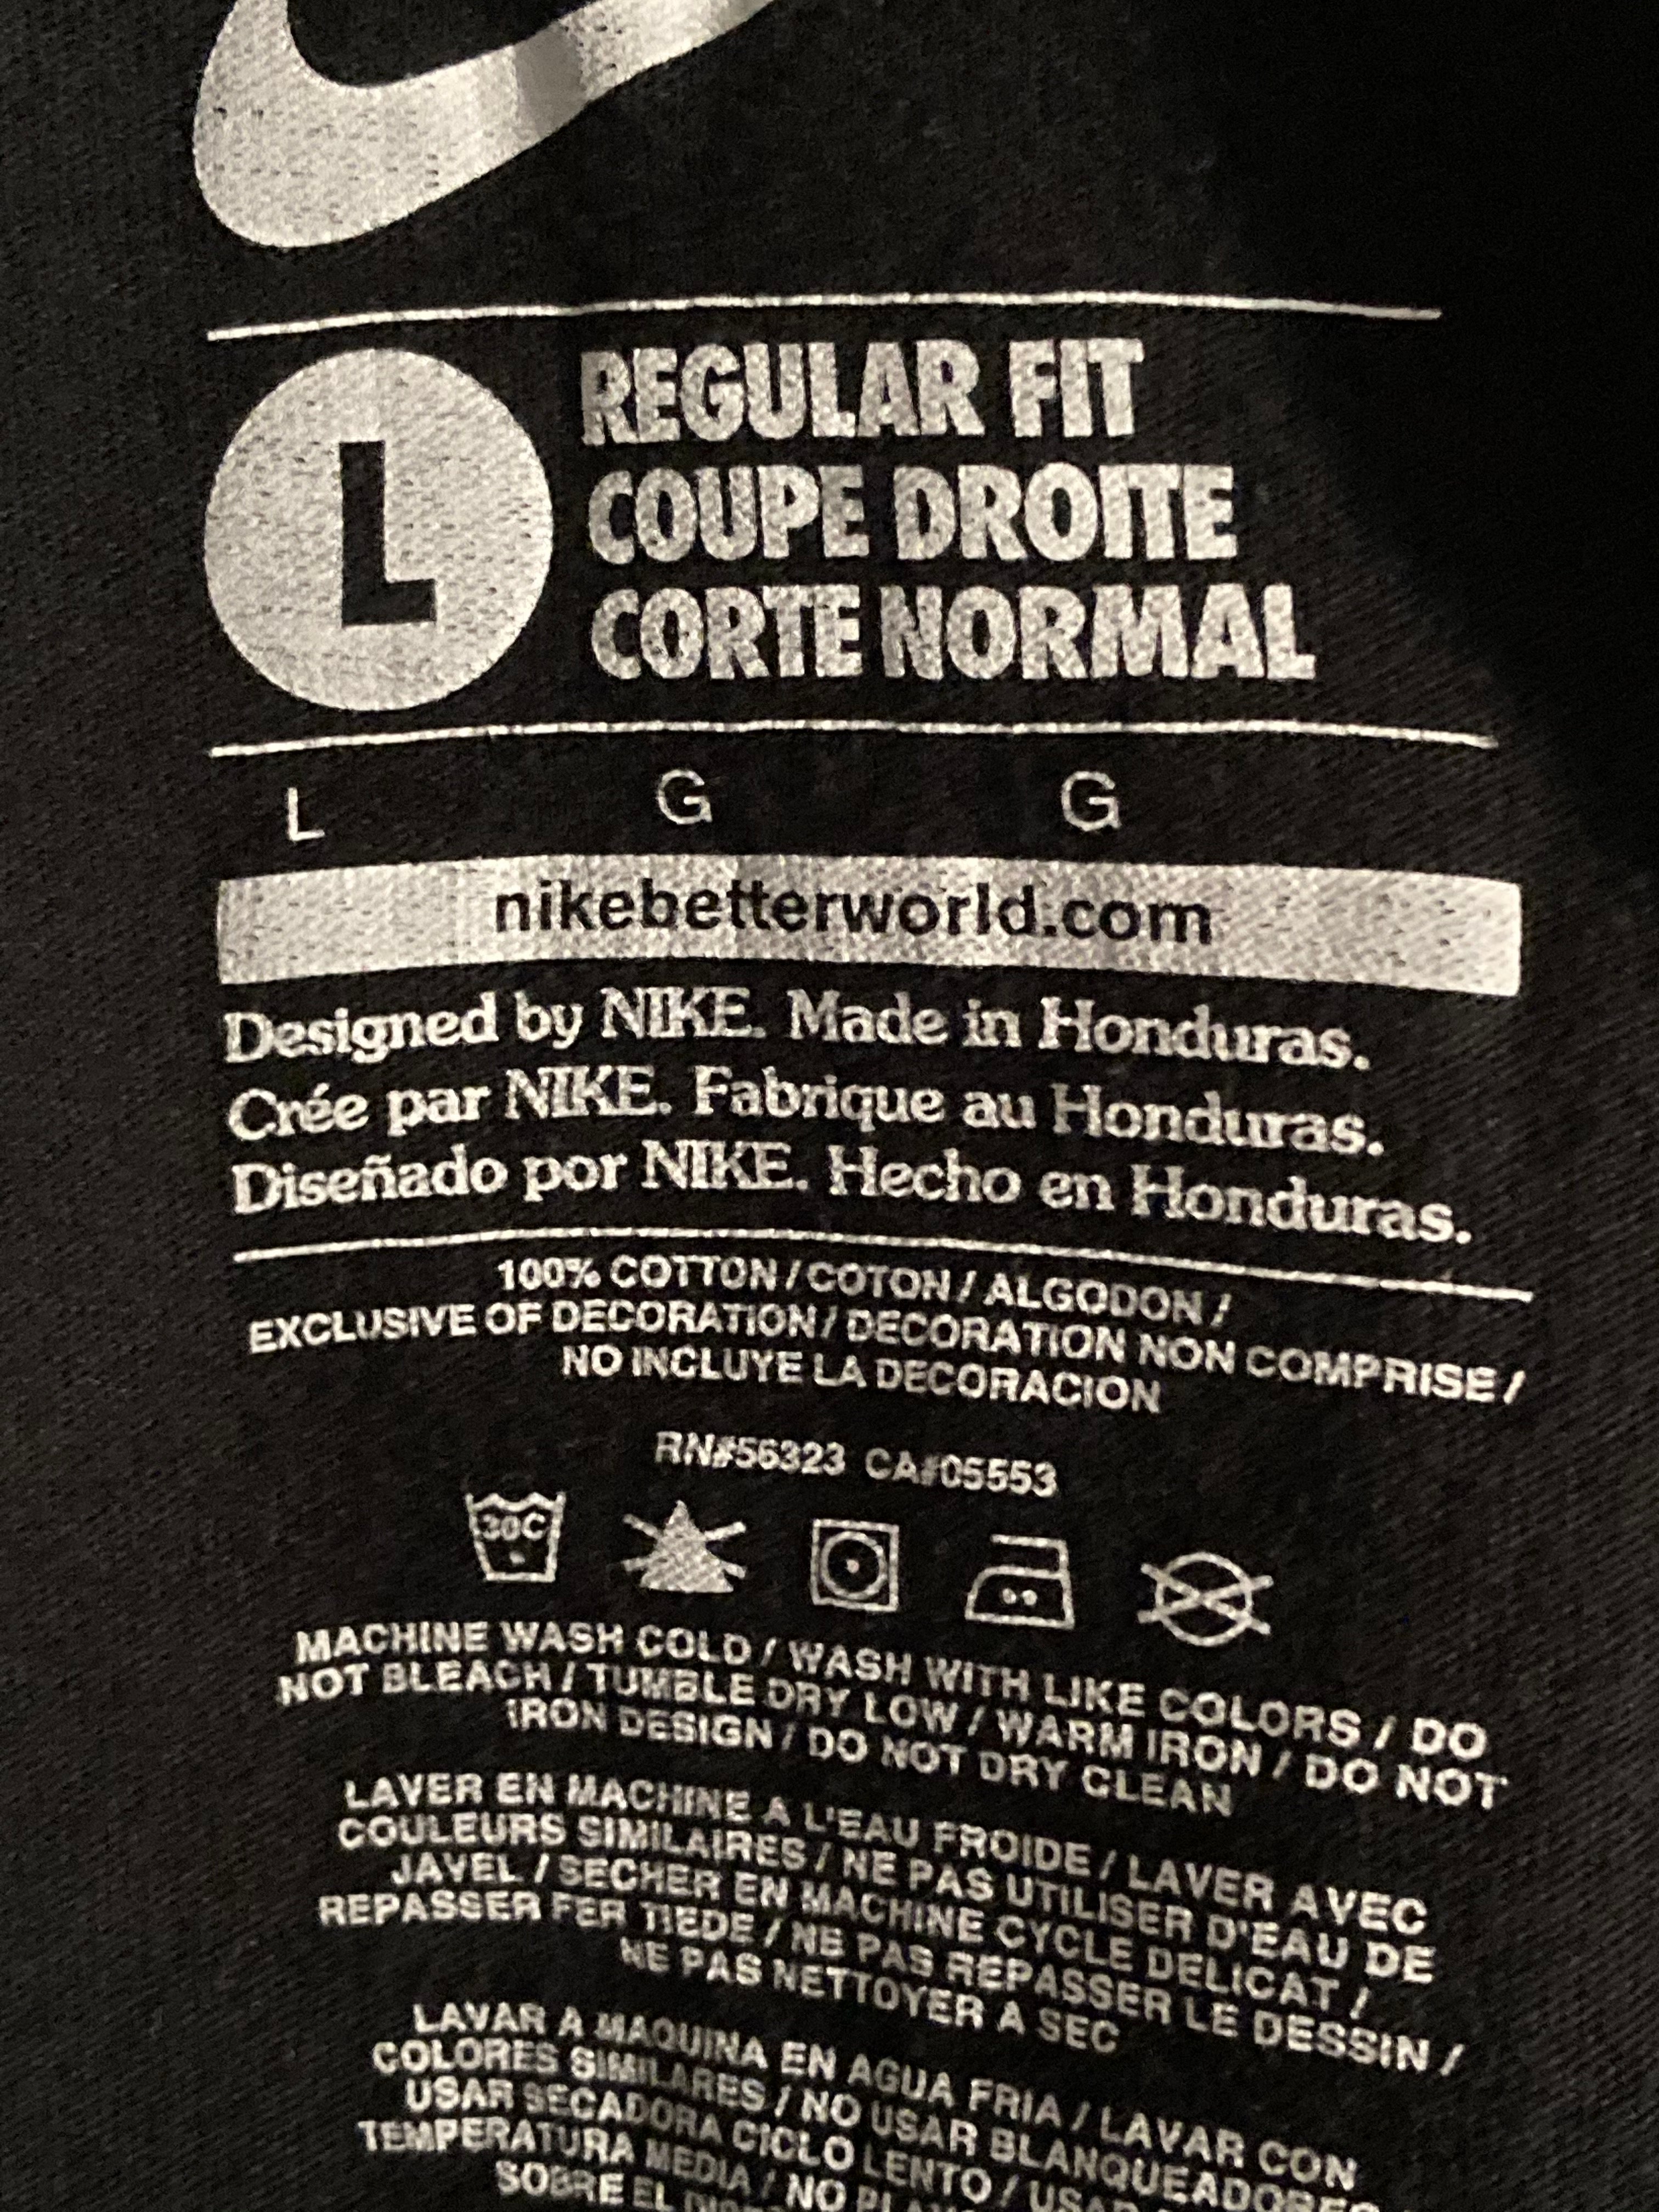 L
REGULAR FIT
COUPE DROITE
CORTE NORMAL
L G G
nikebetterworld.com
Designed by NIKE. Made in Honduras.
Crée par NIKE. Fabrique au Honduras.
Diseñado por NIKE. Hecho en Honduras.
100% COTTON / COTON / ALGODON /
EXCLUSIVE OF DECORATION / DECORATION NON COMPRISE /
NO INCLUYE LA DECORACION
RN#56323 CA#05553
30C
MACHINE WASH COLD / WASH WITH LIKE COLORS / DO
NOT BLEACH / TUMBLE DRY LOW / WARM IRON / DO NOT
IRON DESIGN / DO NOT DRY CLEAN
LAVER EN MACHINE A L'EAU FROIDE / LAVER AVEC
COULEURS SIMILAIRES / NE PAS UTILISER D'EAU DE
JAVEL / SECHER EN MACHINE CYCLE DELICAT /
REPASSER FER TIEDE / NE PAS REPASSER LE DESSIN /
NE PAS NETTOYER A SEC
LAVAR A MAQUINA EN AGUA FRIA / LAVAR CON
COLORES SIMILARES / NO USAR BLANQUEADORES
USAR SECADORA CICLO LENTO / USAR
TEMPERATURA MEDIA / NO
SOBRE EL